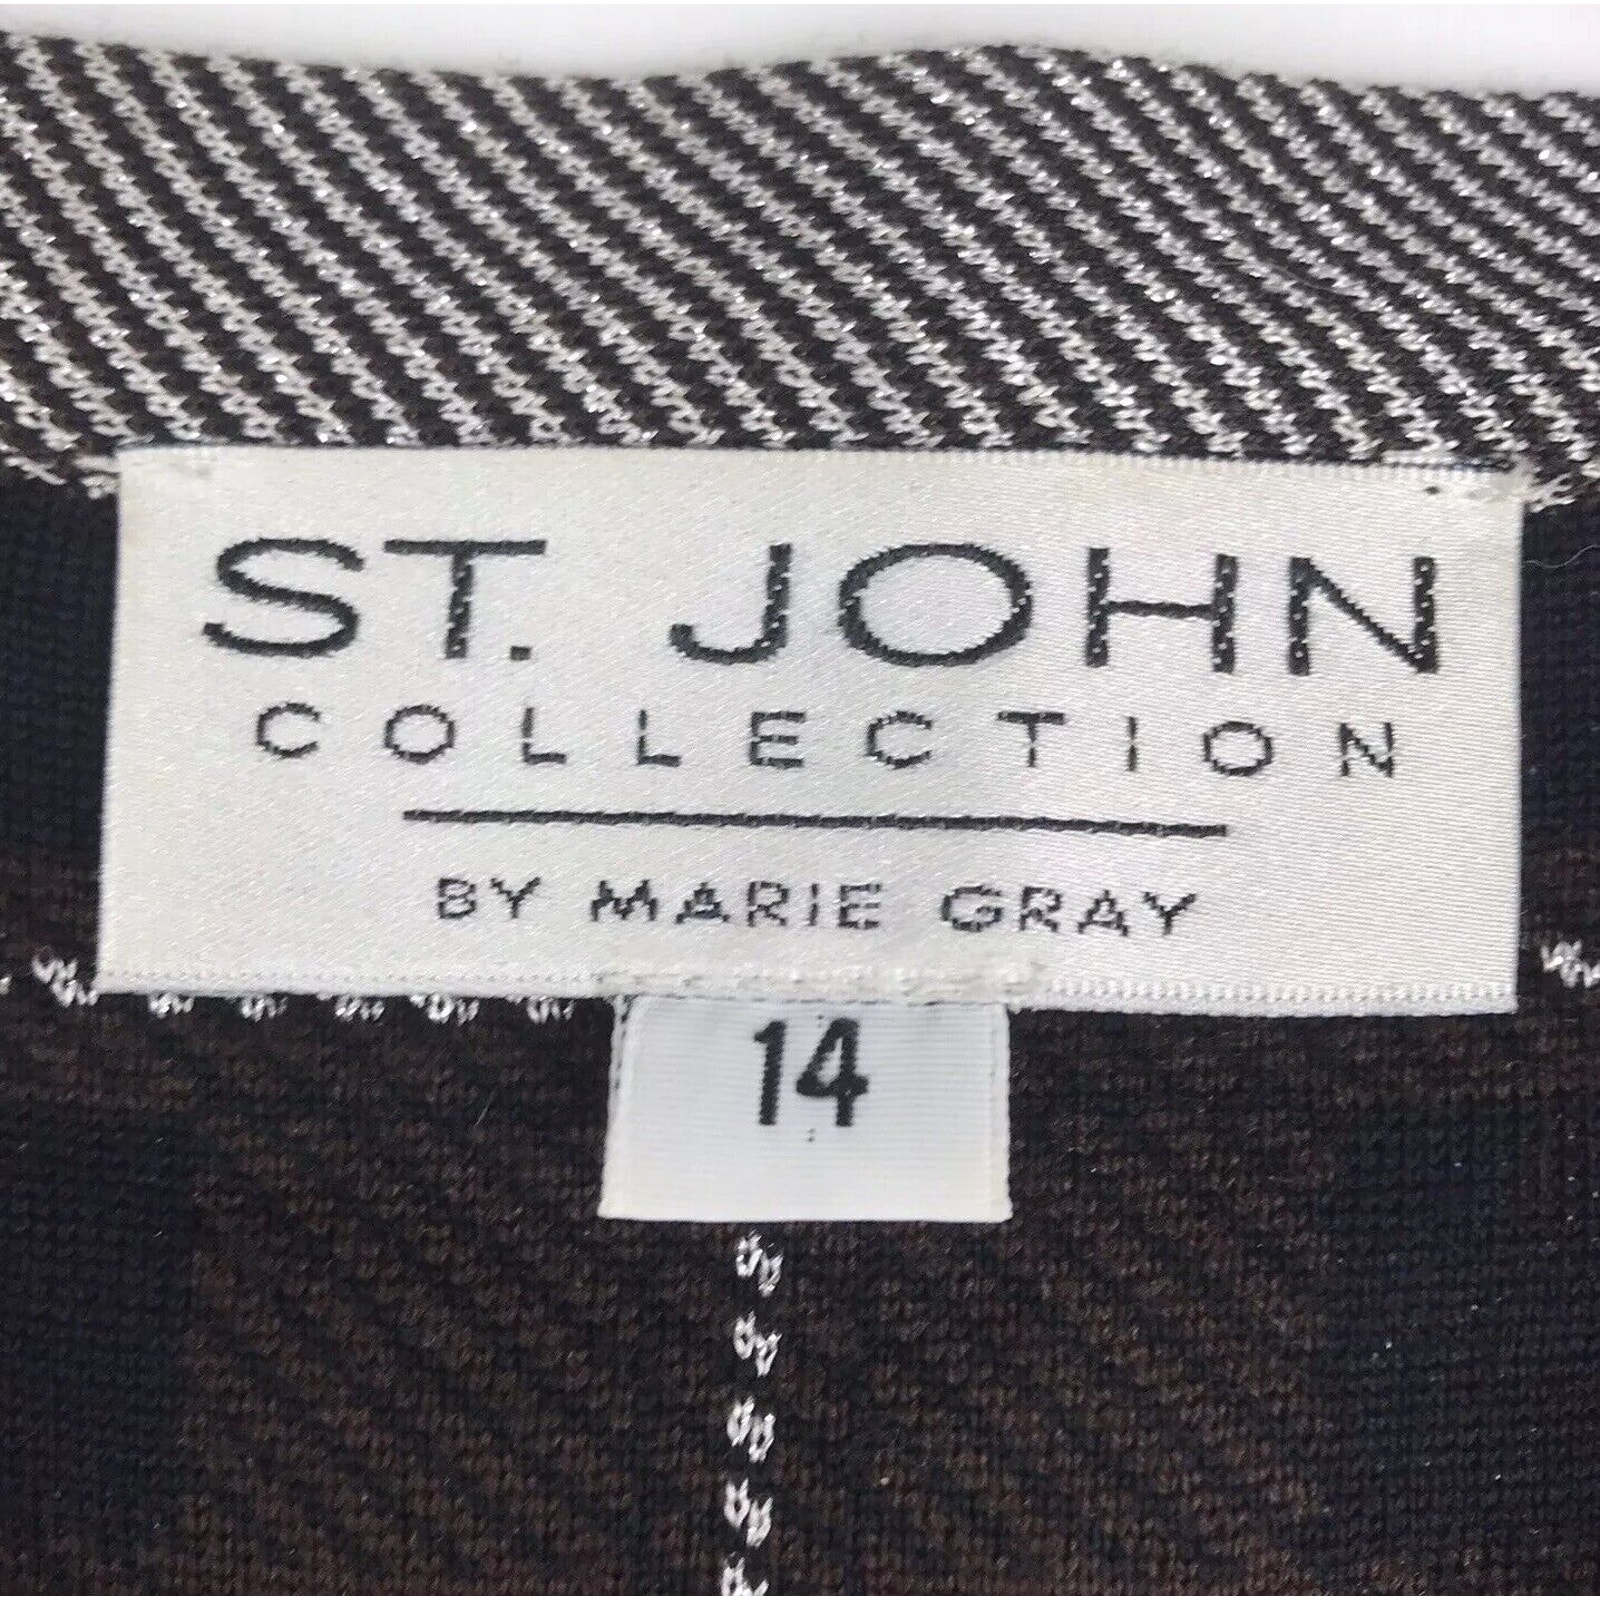 ST. JOHN
COLLECTION
BY MARIE GRAY
14